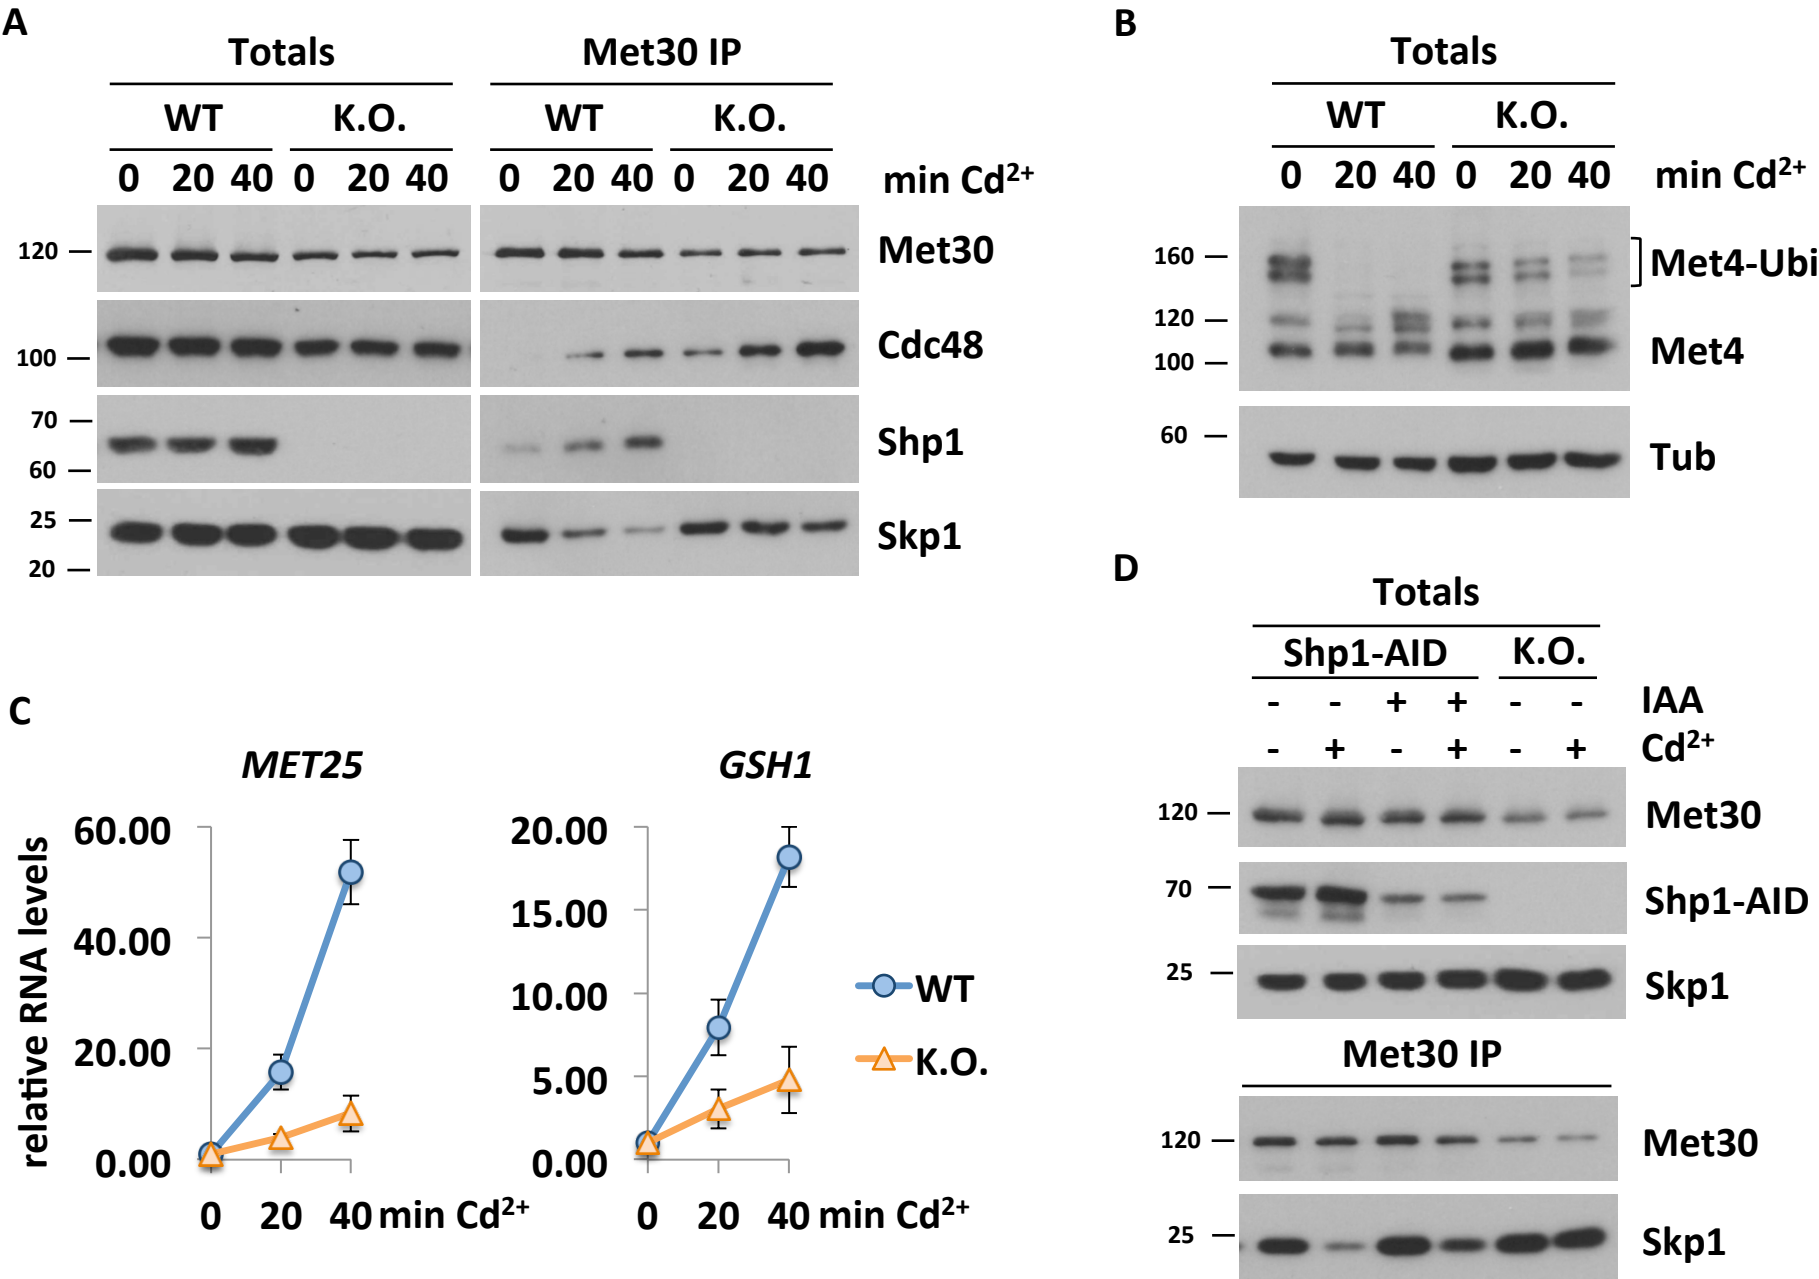 A
Totals Met30 IP
WT K.O. WT K.O.
0 20 40 0 20 40 0 20 40 0 20 40 min Cd²⁺
120 Met30
100 Cdc48
70
60 Shp1
25
20 Skp1
B
Totals
WT K.O.
0 20 40 0 20 40 min Cd²⁺
160 Met4-Ubi
120
100 Met4
60 Tub
C
MET25 GSH1
relative RNA levels
60.00
40.00
20.00
0.00
0 20 40 min Cd²⁺
20.00
15.00
10.00
5.00
0.00
0 20 40 min Cd²⁺
WT
K.O.
D
Totals
Shp1-AID K.O.
- - + + - - IAA
- + - + - + Cd²⁺
120 Met30
70 Shp1-AID
25 Skp1
Met30 IP
120 Met30
25 Skp1